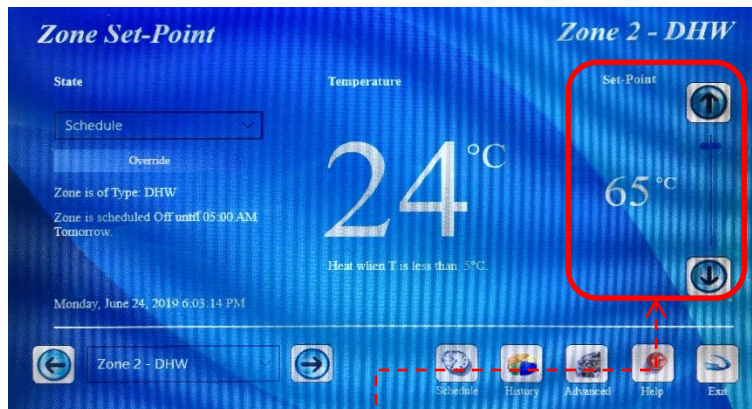 Zone Set-Point
Zone 2 - DHW
State
Temperature
Set-Point
Schedule
Override
24 °C
65 °C
Zone is of Type: DHW
Zone is scheduled Off until 05:00 AM
Tomorrow.
Heat when T is less than 5°C.
Monday, June 24, 2019 6:03:14 PM
Zone 2 - DHW
Schedule
History
Advanced
Help
Exit